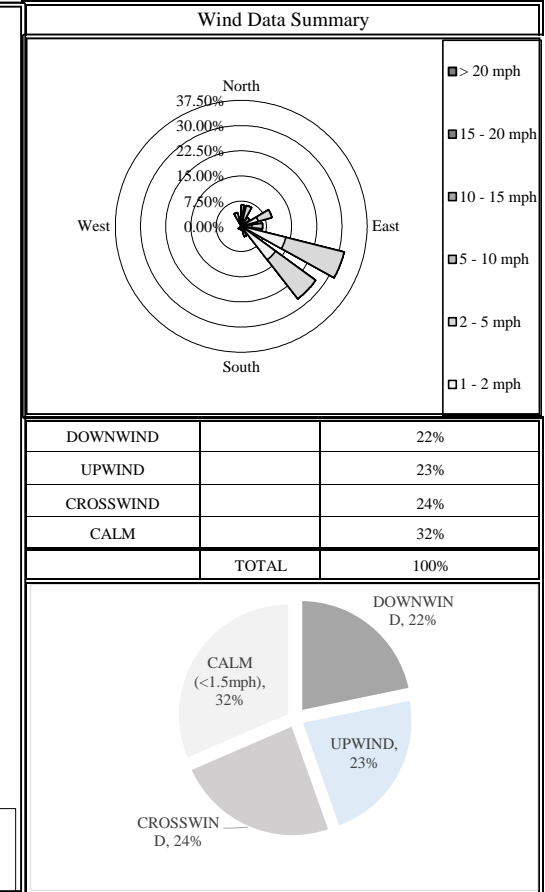 Wind Data Summary
North
37.50%
30.00%
22.50%
15.00%
7.50%
0.00%
West
East
South
> 20 mph
15 - 20 mph
10 - 15 mph
5 - 10 mph
2 - 5 mph
1 - 2 mph
DOWNWIND 22%
UPWIND 23%
CROSSWIND 24%
CALM 32%
TOTAL 100%
DOWNWIN
D, 22%
CALM
(<1.5mph),
32%
UPWIND,
23%
CROSSWIN
D, 24%